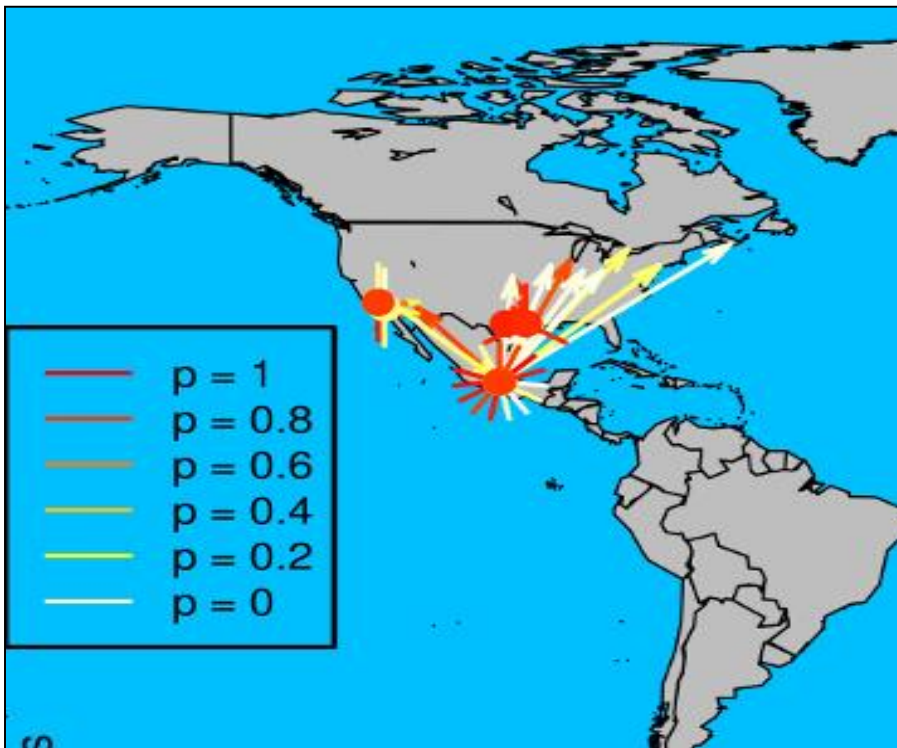 p = 1
p = 0.8
p = 0.6
p = 0.4
p = 0.2
p = 0